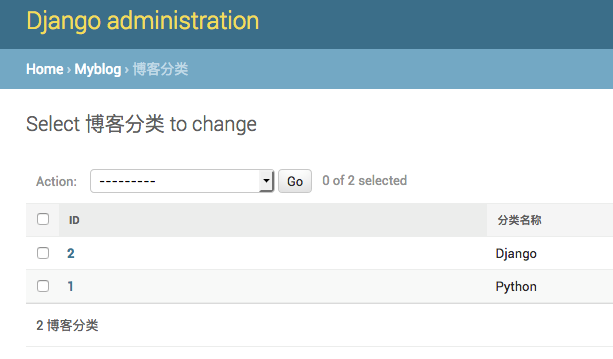 Django administration
Home › Myblog › 博客分类
Select 博客分类 to change
Action: --------- Go 0 of 2 selected
ID 分类名称
2 Django
1 Python
2 博客分类